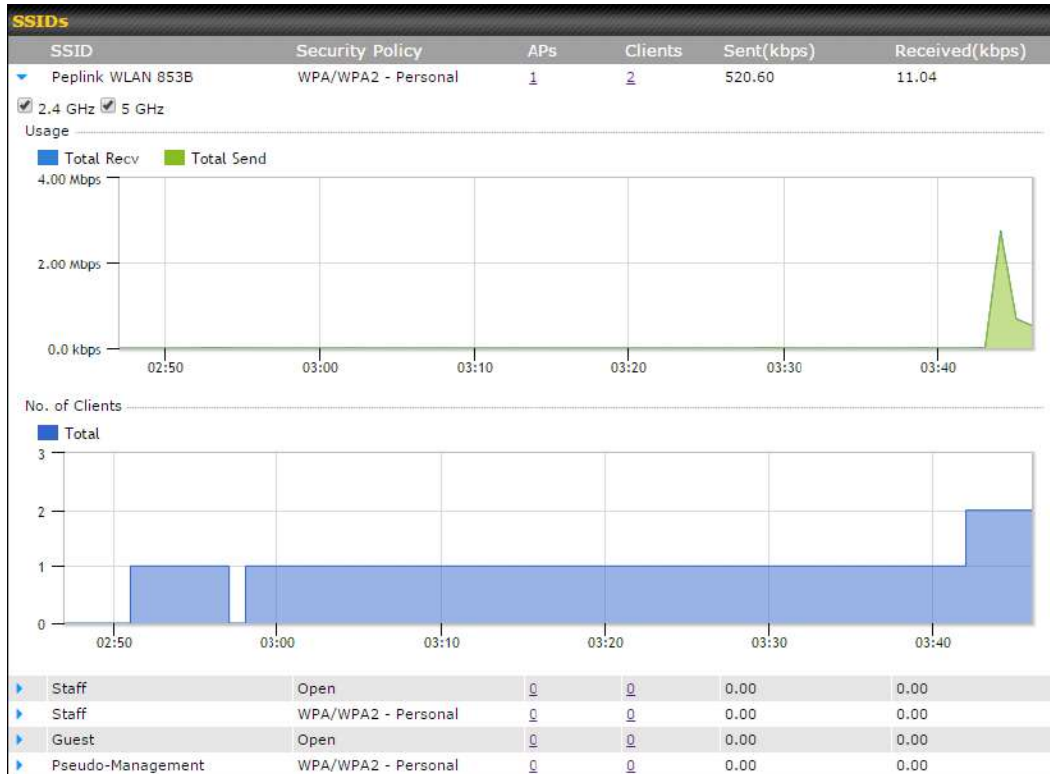 SSIDs
SSID Security Policy APs Clients Sent(kbps) Received(kbps)
Peplink WLAN 853B WPA/WPA2 - Personal 1 2 520.60 11.04
2.4 GHz 5 GHz
Usage
Total Recv Total Send
4.00 Mbps
2.00 Mbps
0.0 kbps
02:50 03:00 03:10 03:20 03:30 03:40
No. of Clients
Total
3
2
1
0
02:50 03:00 03:10 03:20 03:30 03:40
Staff Open 0 0 0.00 0.00
Staff WPA/WPA2 - Personal 0 0 0.00 0.00
Guest Open 0 0 0.00 0.00
Pseudo-Management WPA/WPA2 - Personal 0 0 0.00 0.00